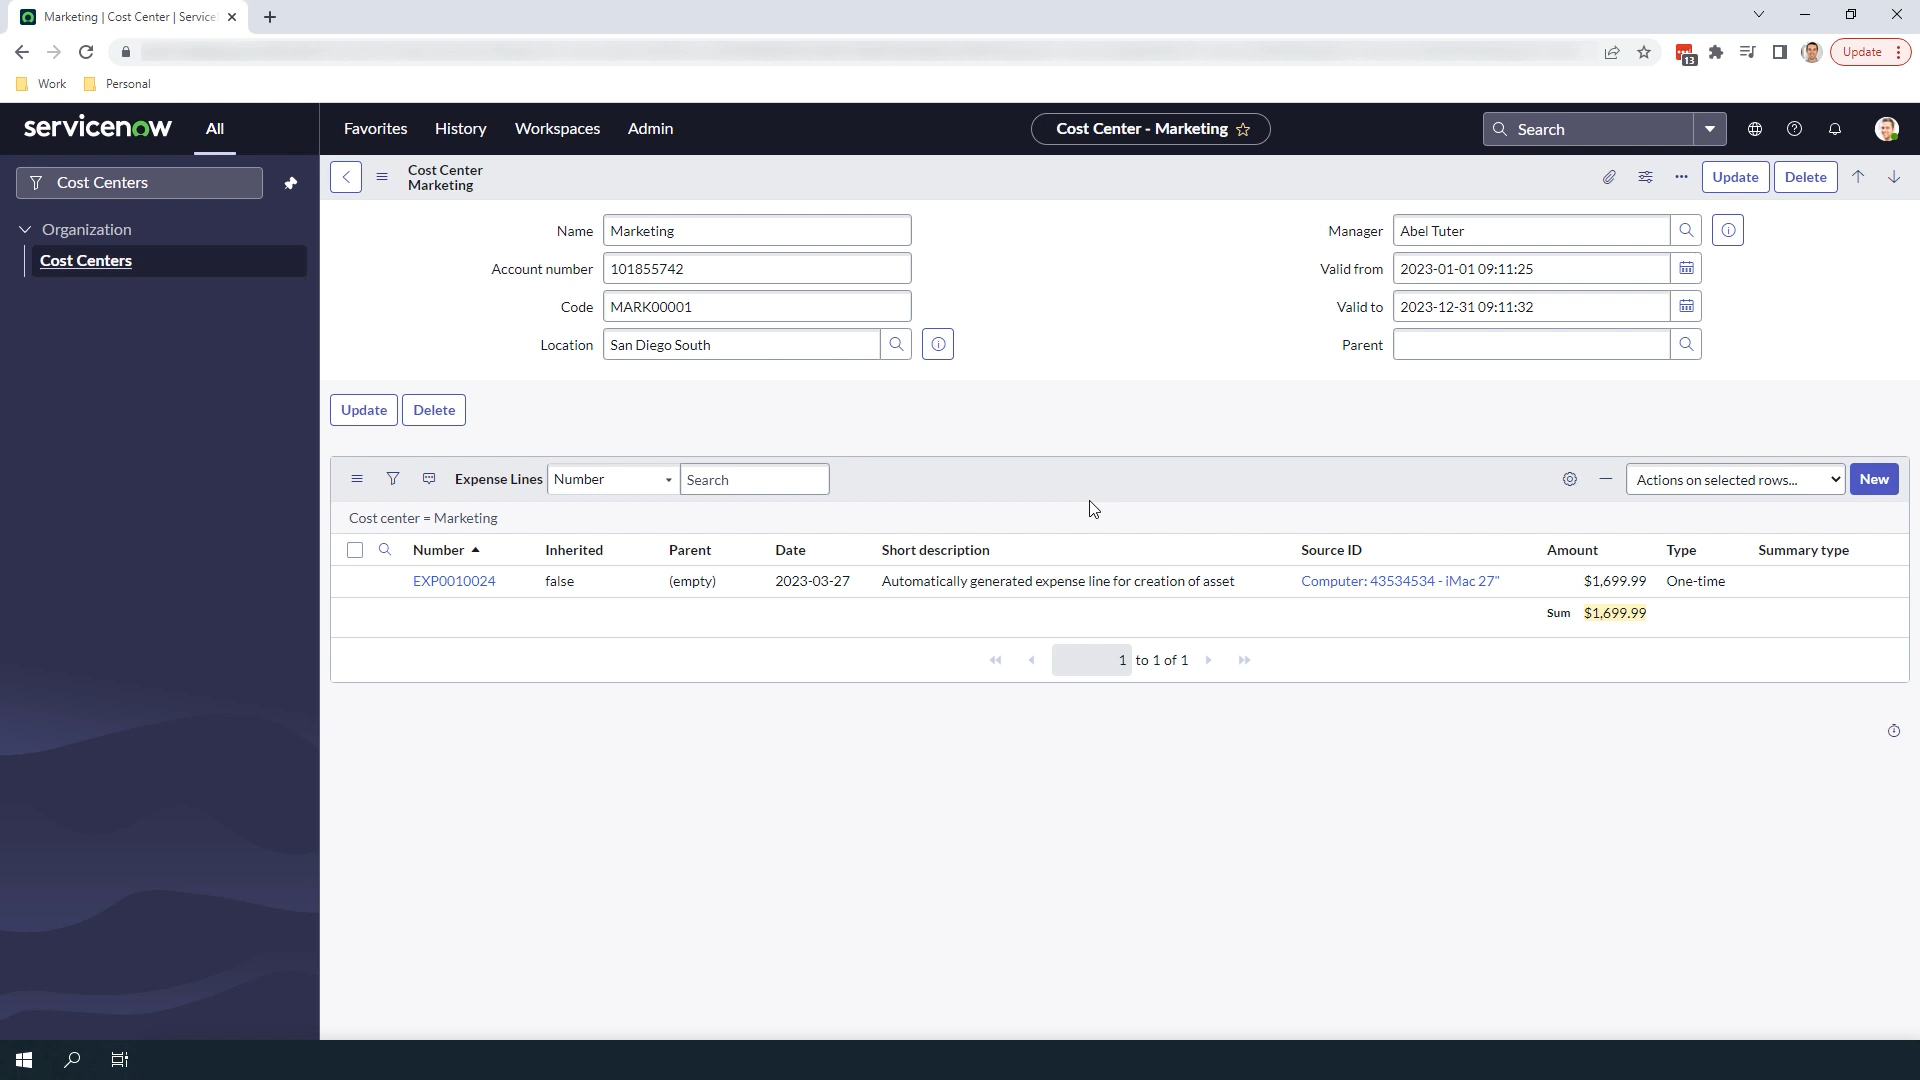 Marketing | Cost Center | Service
13
Update
Work
Personal
servicenow
All
Favorites
History
Workspaces
Admin
Cost Center - Marketing
Search
Cost Centers
Cost Center
Marketing
Update
Delete
Organization
Cost Centers
Name
Marketing
Manager
Abel Tuter
Account number
101855742
Valid from
2023-01-01 09:11:25
Code
MARK00001
Valid to
2023-12-31 09:11:32
Location
San Diego South
Parent
Update
Delete
Expense Lines
Number
Search
Actions on selected rows...
New
Cost center = Marketing
Number Inherited Parent Date Short description Source ID Amount Type Summary type
EXP0010024 false (empty) 2023-03-27 Automatically generated expense line for creation of asset Computer: 43534534 - iMac 27" $1,699.99 One-time
Sum $1,699.99
1 to 1 of 1